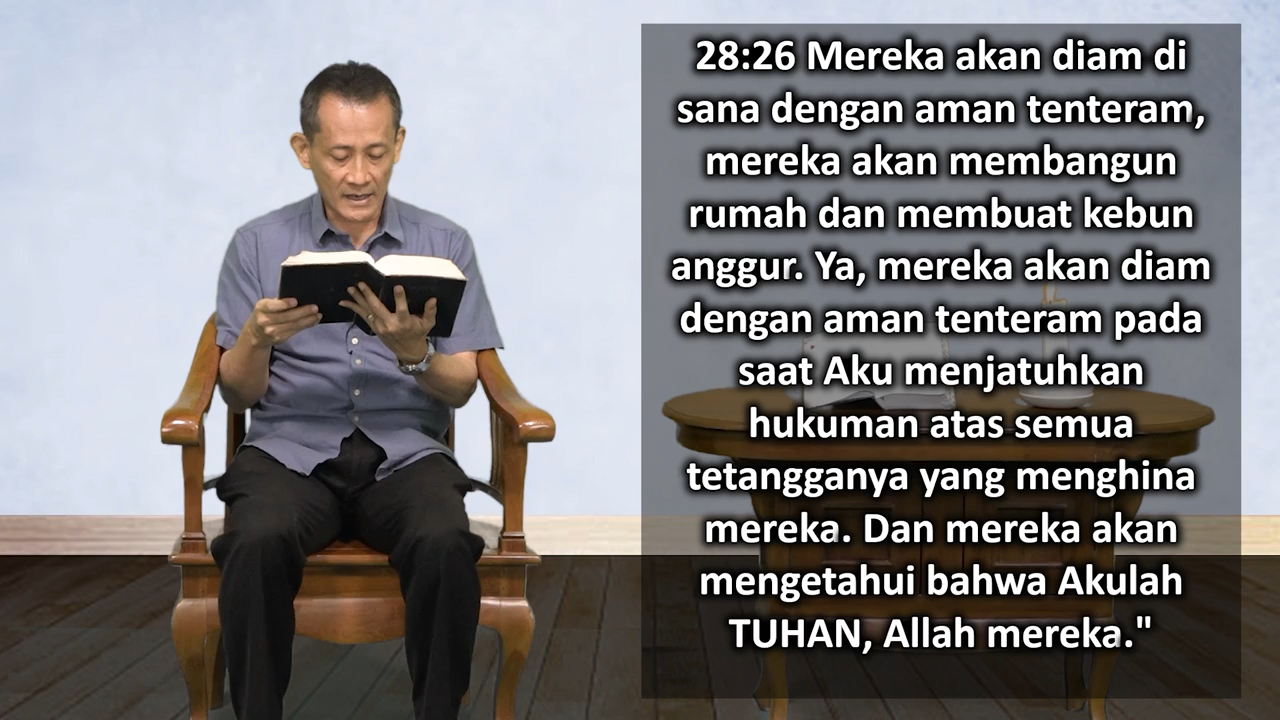 28:26 Mereka akan diam di
sana dengan aman tenteram,
mereka akan membangun
rumah dan membuat kebun
anggur. Ya, mereka akan diam
dengan aman tenteram pada
saat Aku menjatuhkan
hukuman atas semua
tetangganya yang menghina
mereka. Dan mereka akan
mengetahui bahwa Akulah
TUHAN, Allah mereka."